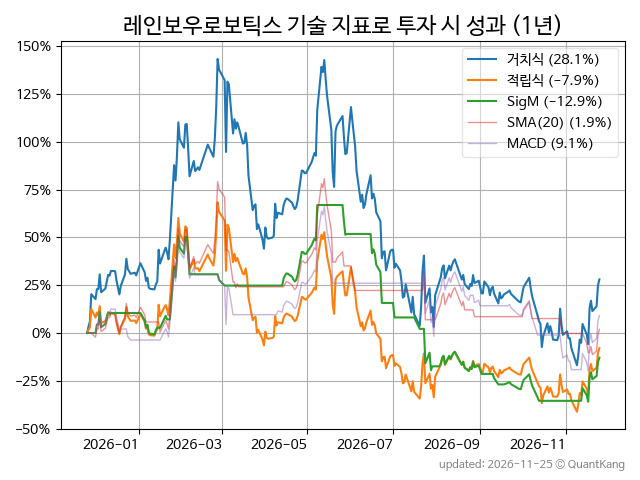 레인보우로보틱스 기술 지표로 투자 시 성과 (1년)
150%
125%
100%
75%
50%
25%
0%
−25%
−50%
거치식 (28.1%)
적립식 (−7.9%)
SigM (−12.9%)
SMA(20) (1.9%)
MACD (9.1%)
2026-01
2026-03
2026-05
2026-07
2026-09
2026-11
updated: 2026-11-25 ⓒ QuantKang